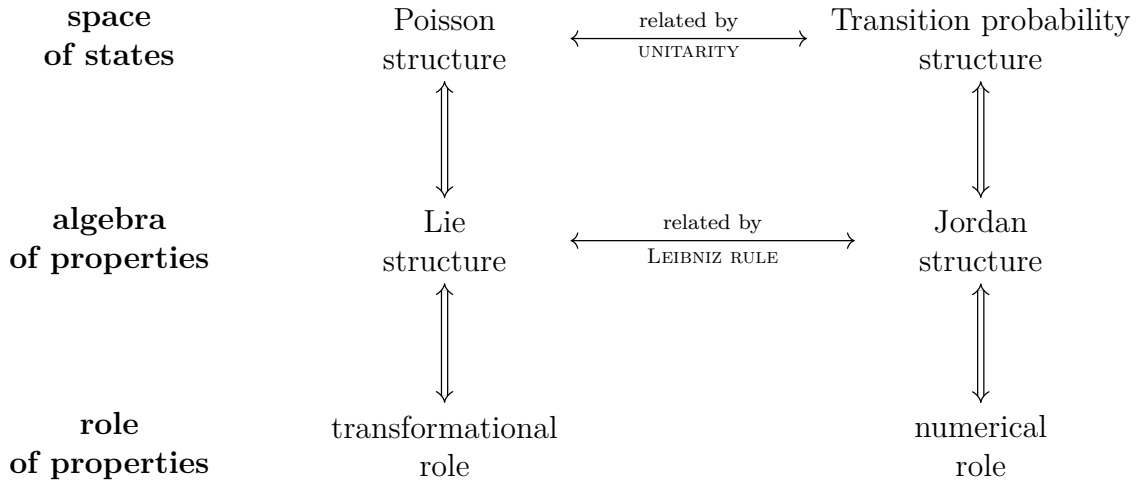 space
of states
Poisson
structure
related by
UNITARITY
Transition probability
structure
algebra
of properties
Lie
structure
related by
LEIBNIZ RULE
Jordan
structure
role
of properties
transformational
role
numerical
role